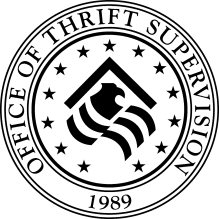 OFFICE OF THRIFT SUPERVISION
1989